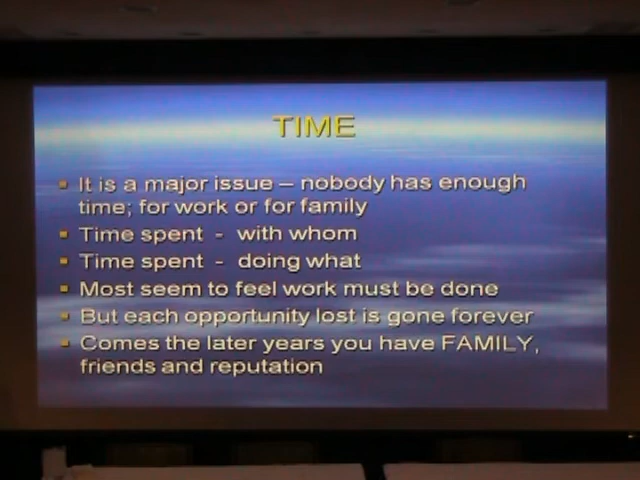 TIME
▪ It is a major issue – nobody has enough
time; for work or for family
▪ Time spent - with whom
▪ Time spent - doing what
▪ Most seem to feel work must be done
▪ But each opportunity lost is gone forever
▪ Comes the later years you have FAMILY,
friends and reputation